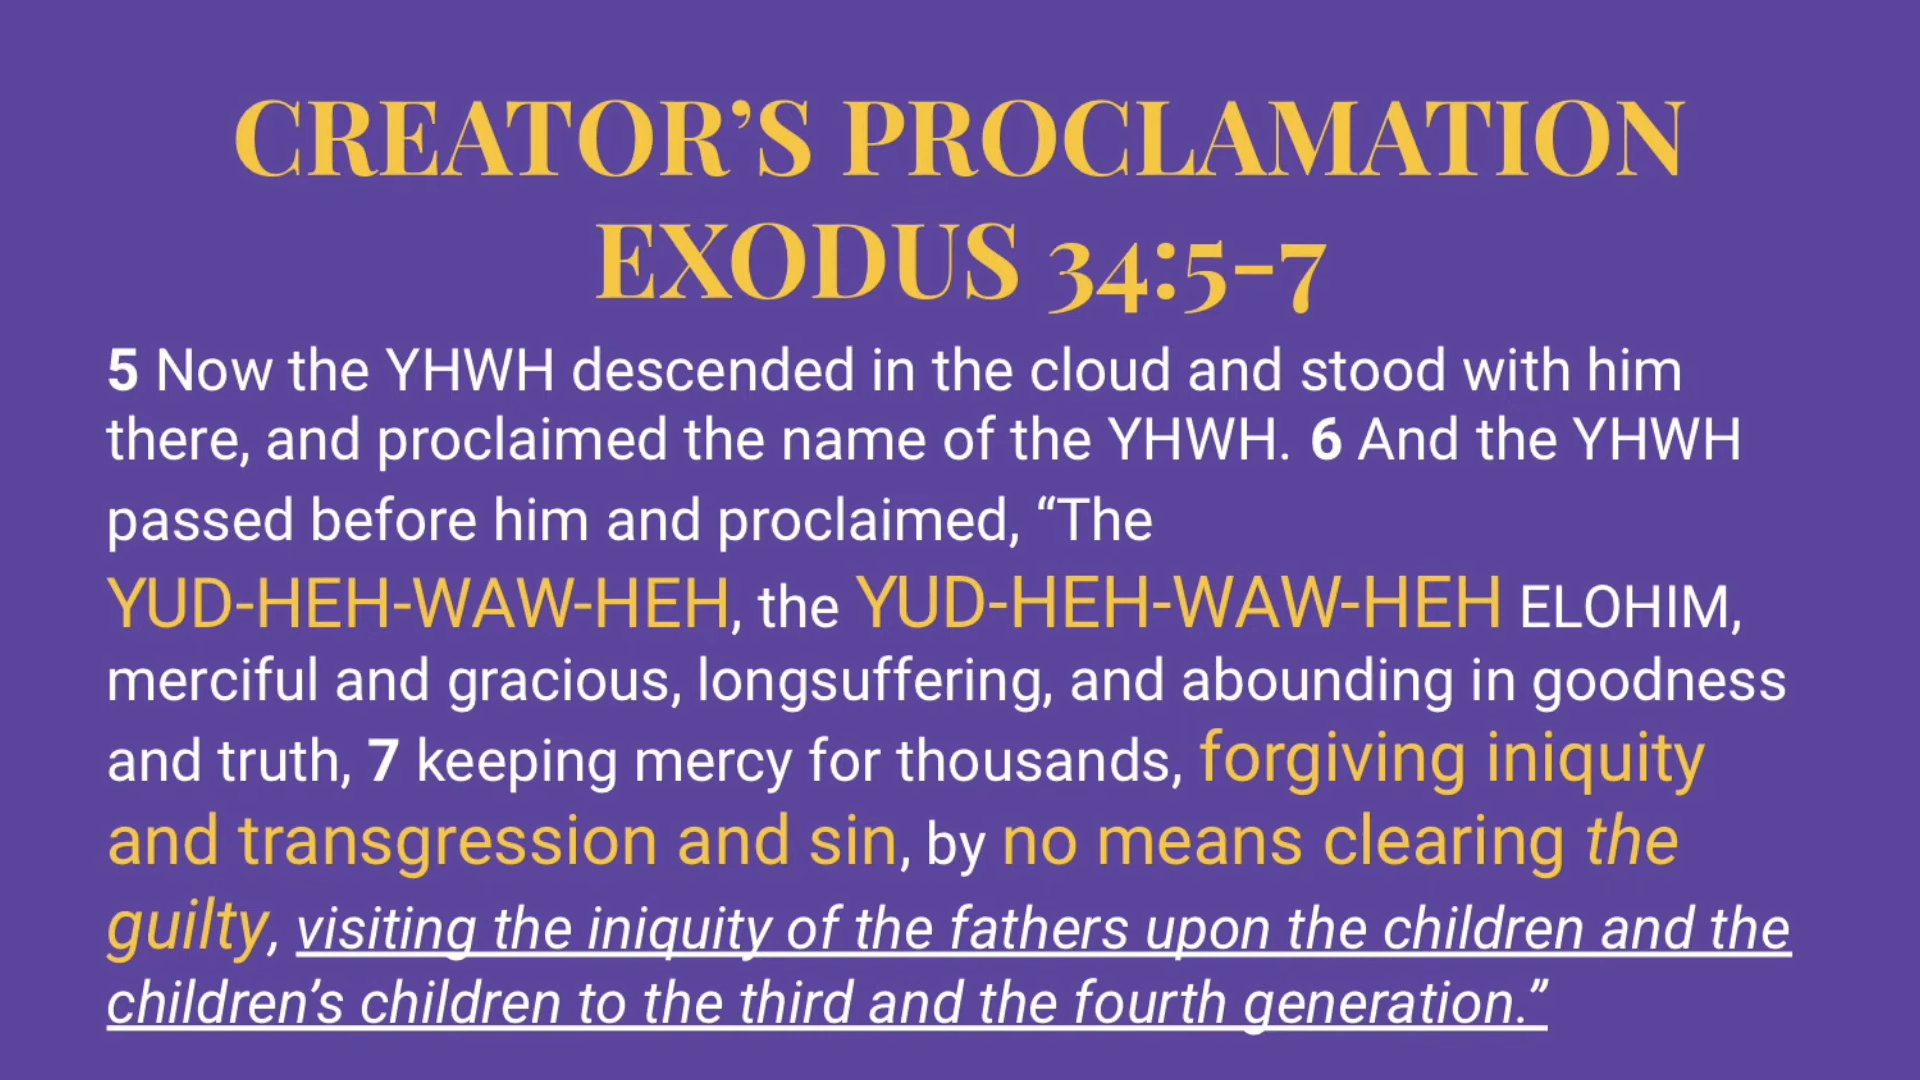 CREATOR’S PROCLAMATION
EXODUS 34:5-7
5 Now the YHWH descended in the cloud and stood with him
there, and proclaimed the name of the YHWH. 6 And the YHWH
passed before him and proclaimed, “The
YUD-HEH-WAW-HEH, the YUD-HEH-WAW-HEH ELOHIM,
merciful and gracious, longsuffering, and abounding in goodness
and truth, 7 keeping mercy for thousands, forgiving iniquity
and transgression and sin, by no means clearing the
guilty, visiting the iniquity of the fathers upon the children and the
children’s children to the third and the fourth generation.”